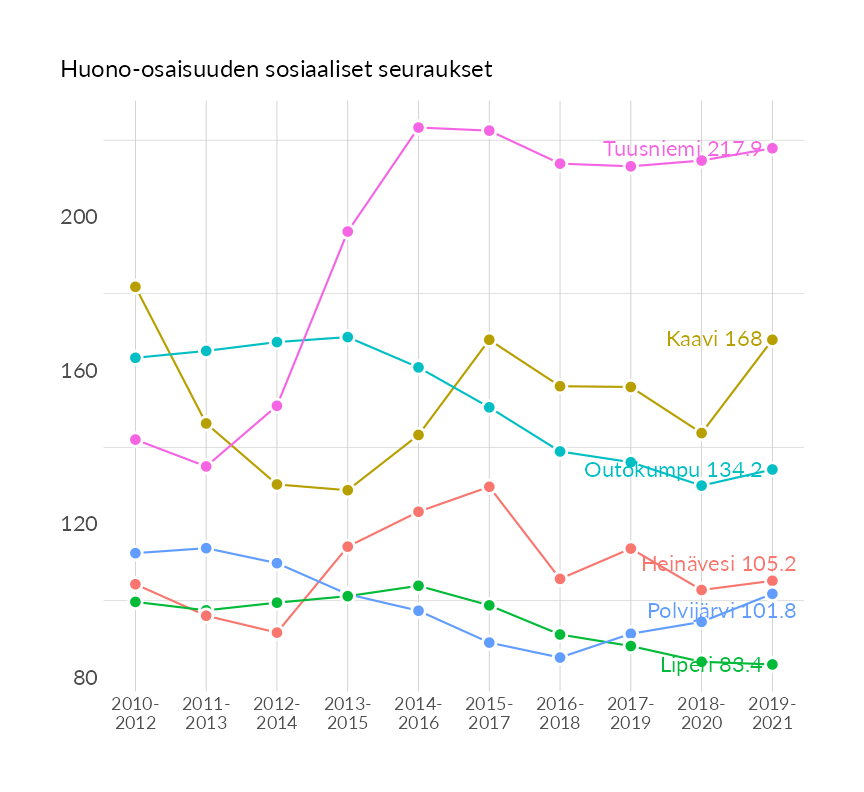 Huono-osaisuuden sosiaaliset seuraukset
Tuusniemi 217.9
200
Kaavi 168
160
Outokumpu 134.2
120
Heinävesi 105.2
Polvijärvi 101.8
Liperi 83.4
80
2010- 2011- 2012- 2013- 2014- 2015- 2016- 2017- 2018- 2019-
2012 2013 2014 2015 2016 2017 2018 2019 2020 2021